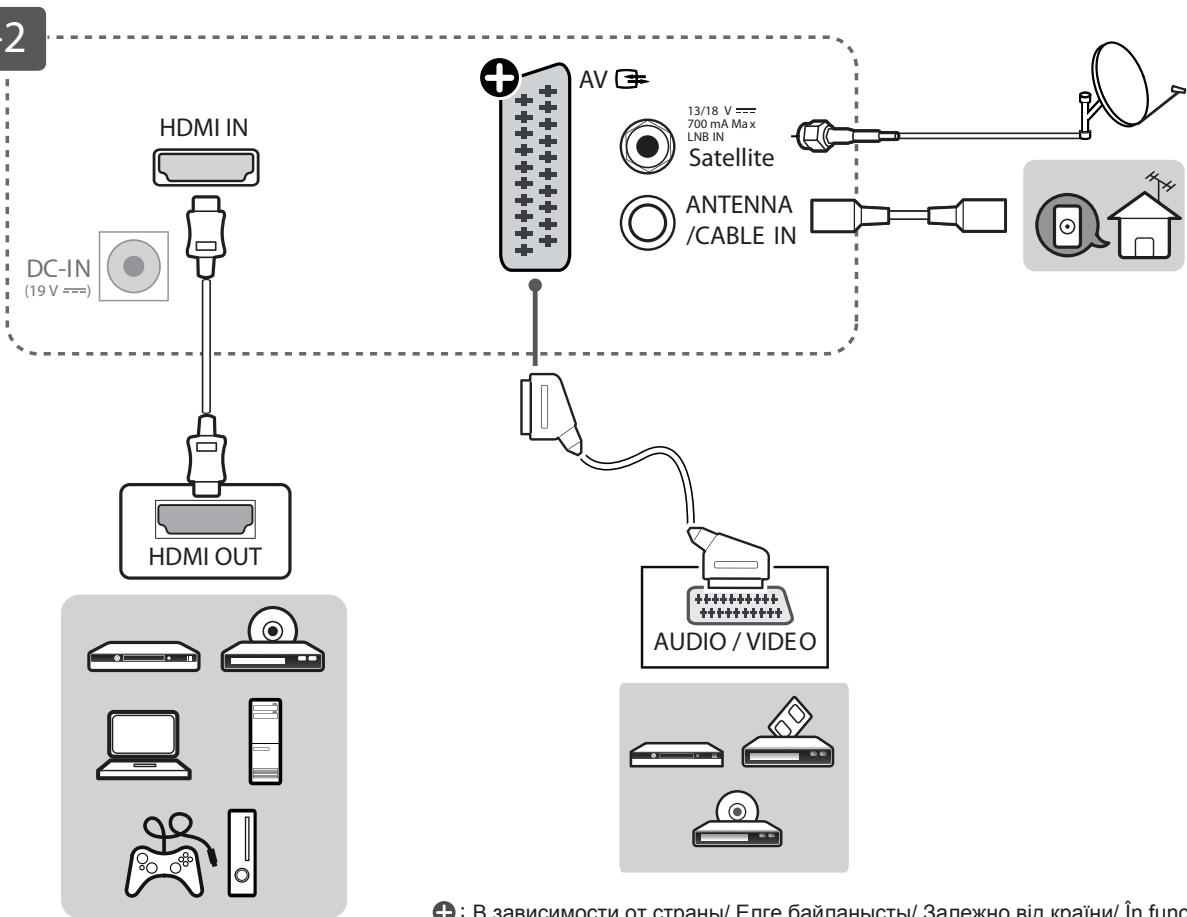 -2
HDMI IN
DC-IN
(19 V ⎓)
AV
13/18 V ⎓
700 mA Max
LNB IN
Satellite
ANTENNA
/CABLE IN
HDMI OUT
AUDIO / VIDEO
: В зависимости от страны/ Елге байланысты/ Залежно від країни/ În func